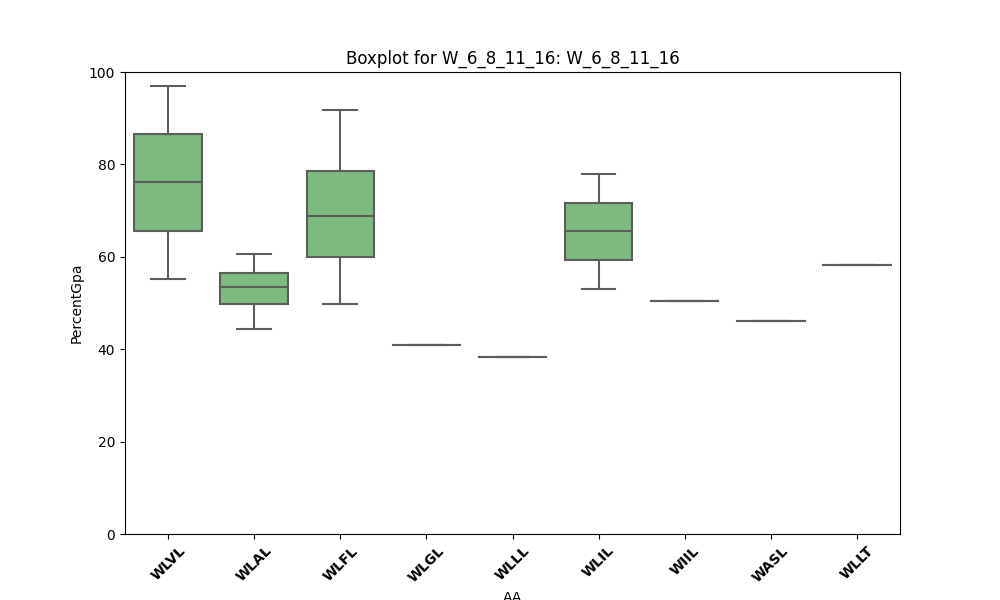 Boxplot for W_6_8_11_16: W_6_8_11_16
100
80
60
40
20
0
PercentGpa
WLVL
WLAL
WLFL
WLGL
WLLL
WLIL
WIIL
WASL
WLLT
AA